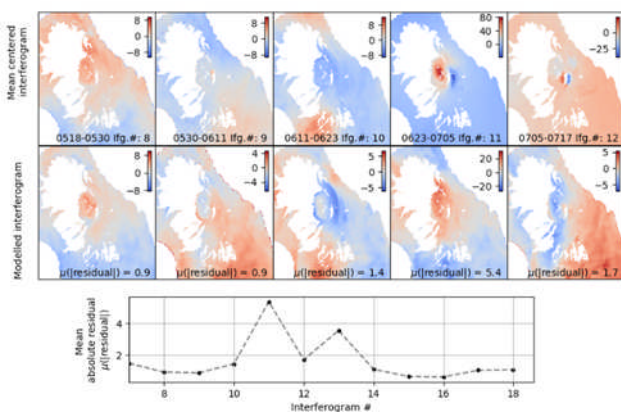 Mean centered
interferogram
8
0
−8
0518-0530 Ifg.#: 8
8
0
−8
0530-0611 Ifg.#: 9
8
0
−8
0611-0623 Ifg.#: 10
80
40
0
0623-0705 Ifg.#: 11
0
−25
0705-0717 Ifg.#: 12
Modelled interferogram
8
0
−8
μ(|residual|) = 0.9
4
0
−4
μ(|residual|) = 0.9
5
0
−5
μ(|residual|) = 1.4
20
0
−20
μ(|residual|) = 5.4
5
0
−5
μ(|residual|) = 1.7
Mean
absolute residual
μ(|residual|)
4
2
8
10
12
14
16
18
Interferogram #